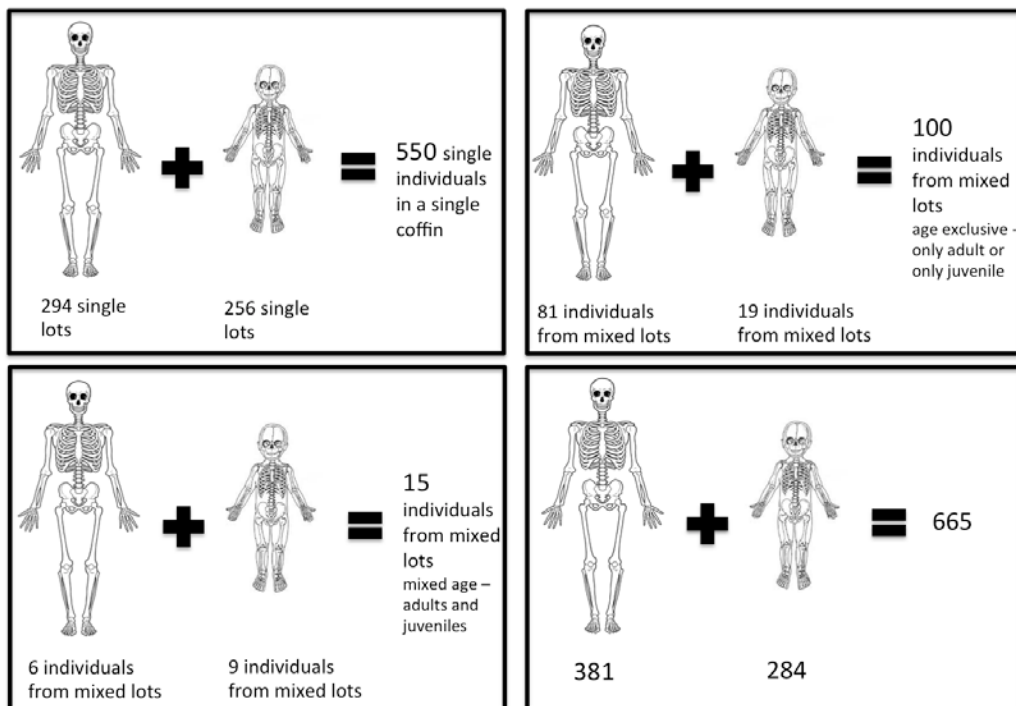 550 single
individuals
in a single
coffin
294 single
lots
256 single
lots
100
individuals
from mixed
lots
age exclusive -
only adult or
only juvenile
81 individuals
from mixed lots
19 individuals
from mixed lots
15
individuals
from mixed
lots
mixed age –
adults and
juveniles
6 individuals
from mixed lots
9 individuals
from mixed lots
665
381
284